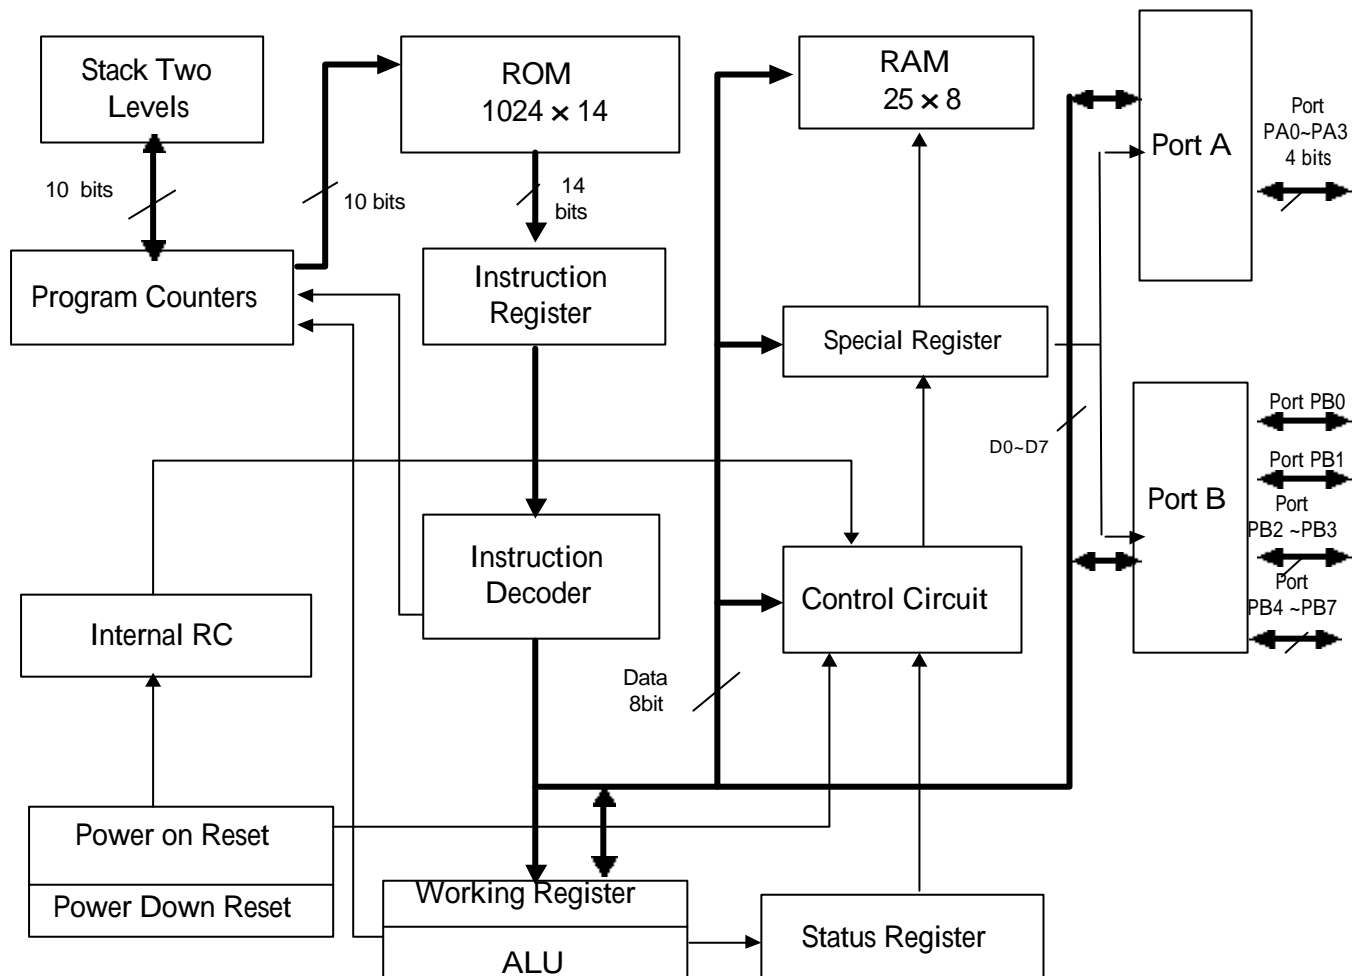 Stack Two
Levels
ROM
1024 × 14
RAM
25 × 8
Port A
Port
PA0~PA3
4 bits
10 bits
10 bits
14
bits
Program Counters
Instruction
Register
Special Register
D0~D7
Port B
Port PB0
Port PB1
Port
PB2 ~PB3
Port
PB4 ~PB7
Instruction
Decoder
Control Circuit
Internal RC
Data
8bit
Power on Reset
Power Down Reset
Working Register
ALU
Status Register